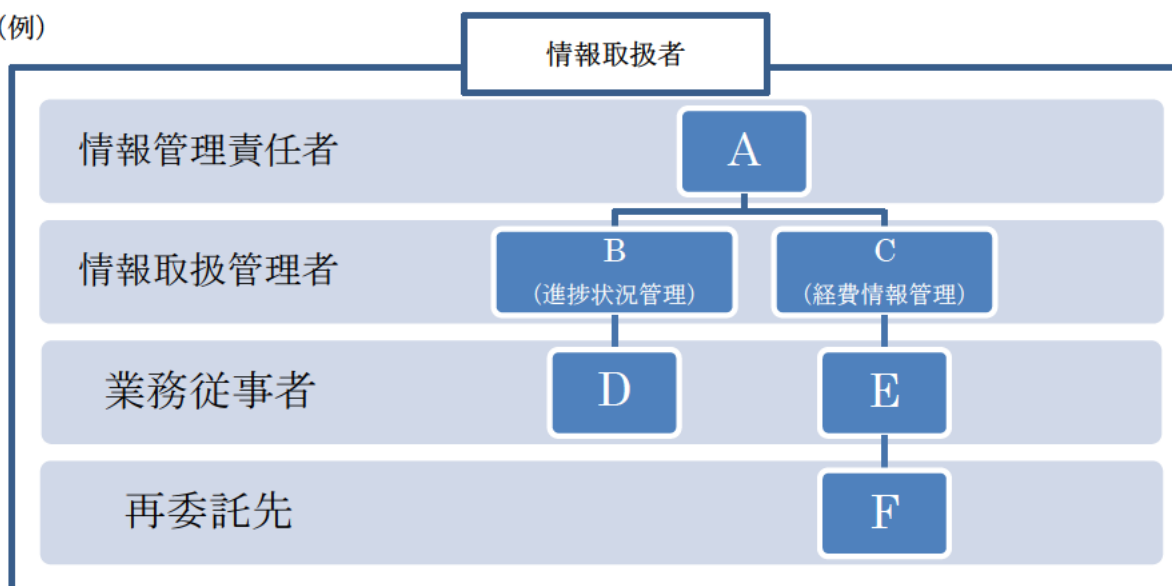 (例)
情報取扱者
情報管理責任者
A
情報取扱管理者
B
(進捗状況管理)
C
(経費情報管理)
業務従事者
D
E
再委託先
F